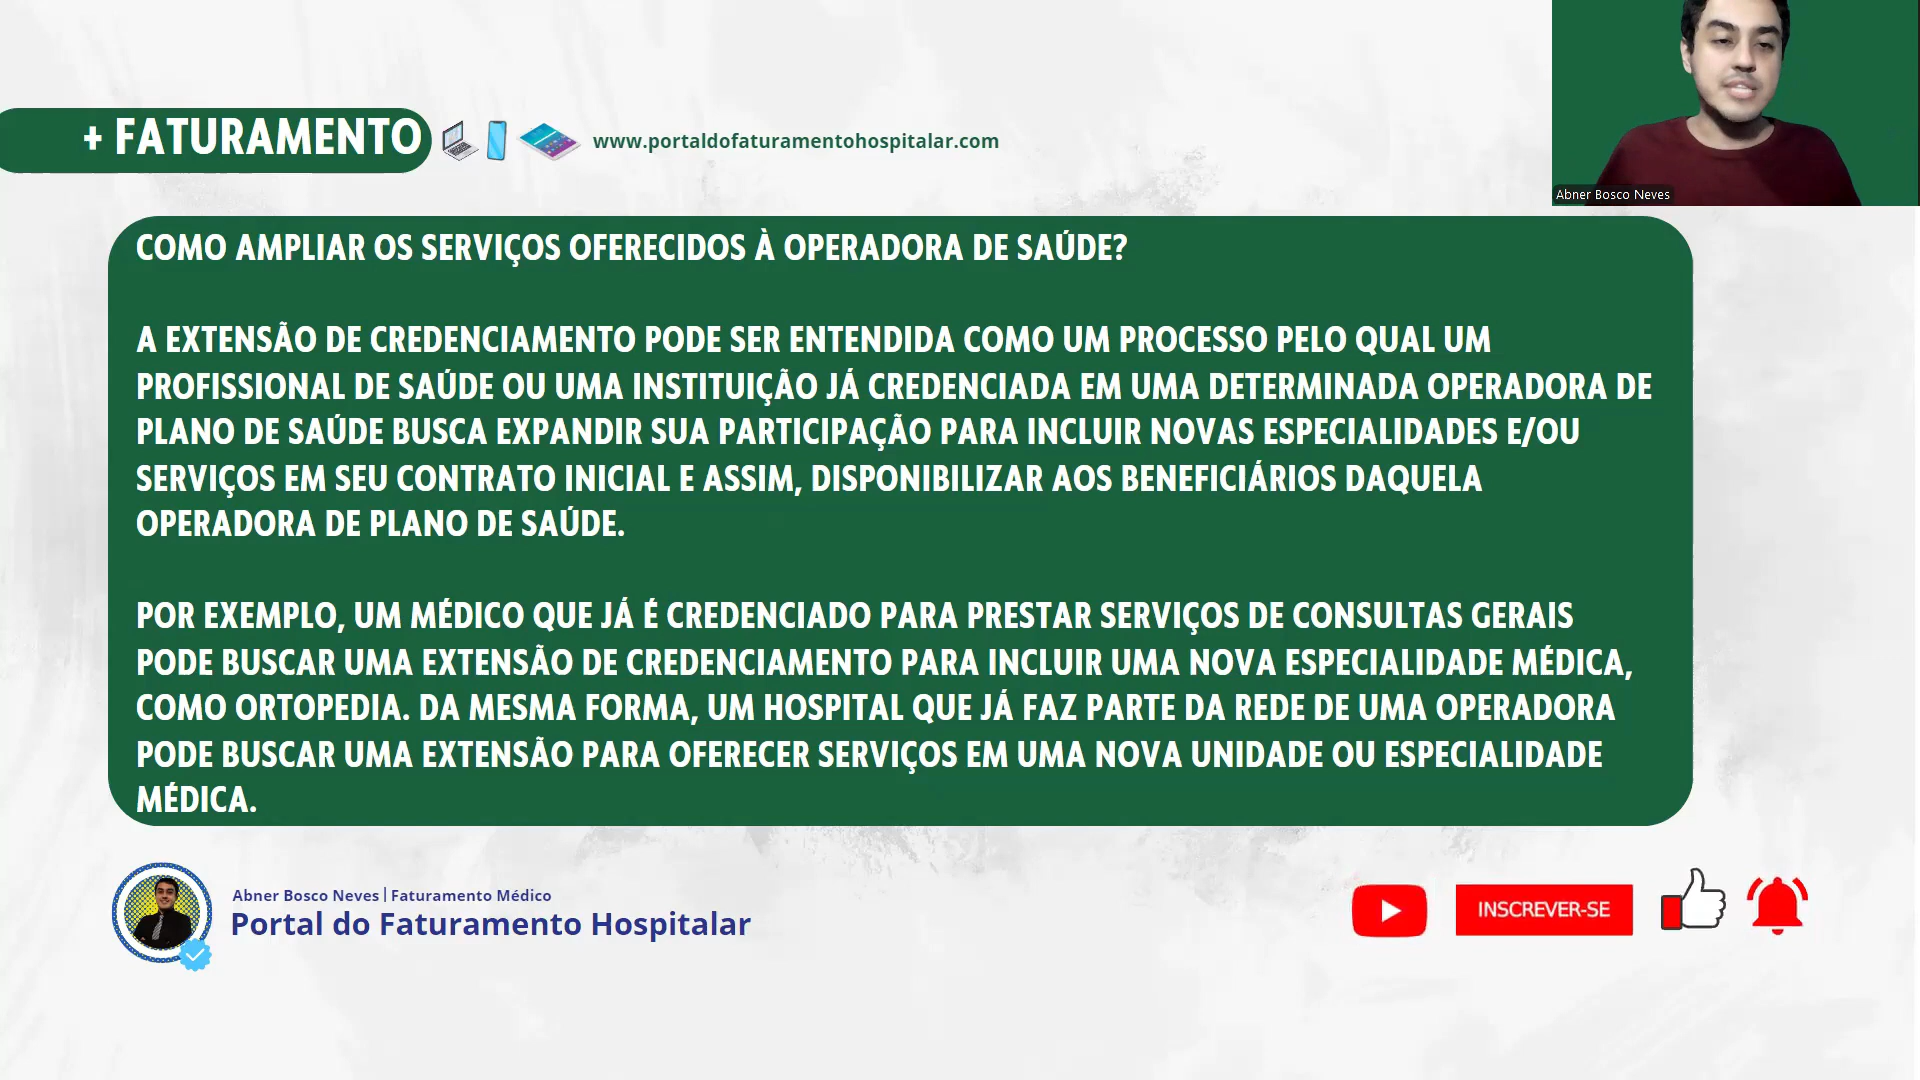 + FATURAMENTO
www.portaldofaturamentohospitalar.com
Abner Bosco Neves
COMO AMPLIAR OS SERVIÇOS OFERECIDOS À OPERADORA DE SAÚDE?
A EXTENSÃO DE CREDENCIAMENTO PODE SER ENTENDIDA COMO UM PROCESSO PELO QUAL UM
PROFISSIONAL DE SAÚDE OU UMA INSTITUIÇÃO JÁ CREDENCIADA EM UMA DETERMINADA OPERADORA DE
PLANO DE SAÚDE BUSCA EXPANDIR SUA PARTICIPAÇÃO PARA INCLUIR NOVAS ESPECIALIDADES E/OU
SERVIÇOS EM SEU CONTRATO INICIAL E ASSIM, DISPONIBILIZAR AOS BENEFICIÁRIOS DAQUELA
OPERADORA DE PLANO DE SAÚDE.
POR EXEMPLO, UM MÉDICO QUE JÁ É CREDENCIADO PARA PRESTAR SERVIÇOS DE CONSULTAS GERAIS
PODE BUSCAR UMA EXTENSÃO DE CREDENCIAMENTO PARA INCLUIR UMA NOVA ESPECIALIDADE MÉDICA,
COMO ORTOPEDIA. DA MESMA FORMA, UM HOSPITAL QUE JÁ FAZ PARTE DA REDE DE UMA OPERADORA
PODE BUSCAR UMA EXTENSÃO PARA OFERECER SERVIÇOS EM UMA NOVA UNIDADE OU ESPECIALIDADE
MÉDICA.
Abner Bosco Neves | Faturamento Médico
Portal do Faturamento Hospitalar
INSCREVER-SE